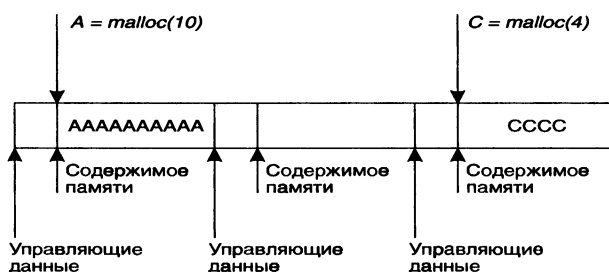 A = malloc(10)
C = malloc(4)
AAAAAAAAAA
CCCC
Содержимое
памяти
Содержимое
памяти
Содержимое
памяти
Управляющие
данные
Управляющие
данные
Управляющие
данные